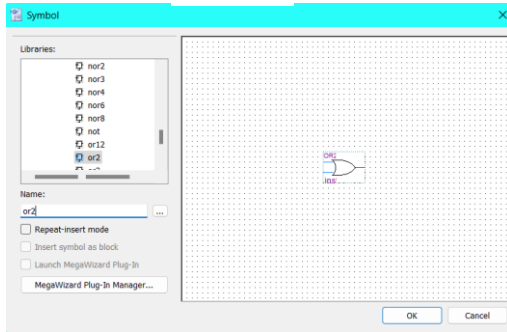 Symbol
Libraries:
nor2
nor3
nor4
nor6
nor8
not
or12
or2
Name:
or2
...
Repeat-insert mode
Insert symbol as block
Launch MegaWizard Plug-In
MegaWizard Plug-In Manager...
OR2
OK
Cancel